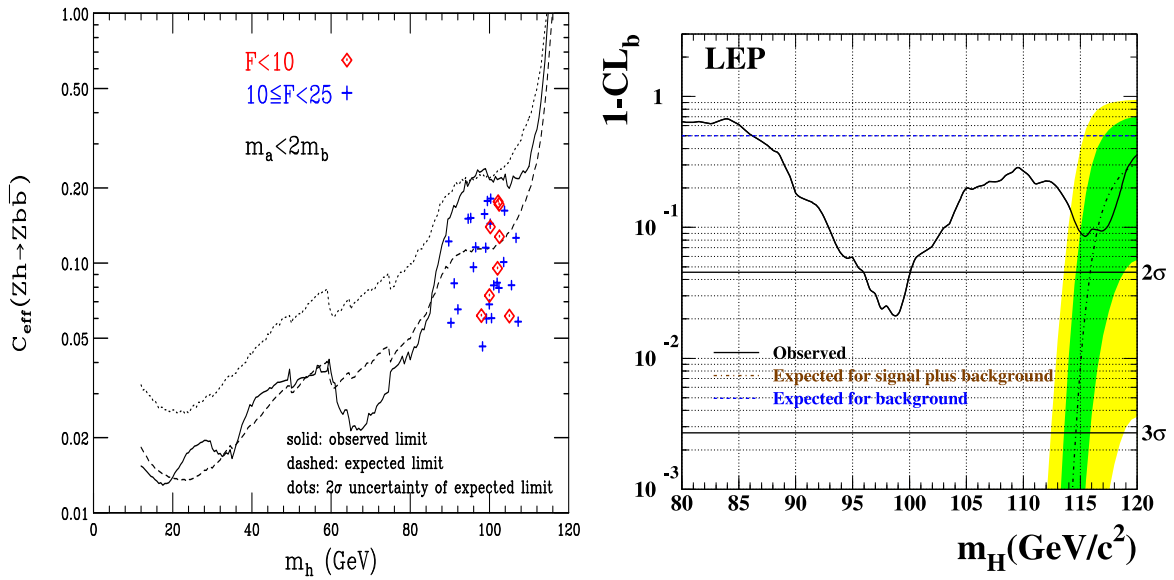 1.00
0.50
0.20
0.10
0.05
0.02
0.01
C_eff(Zh→Zbb̅)
F<10
10≦F<25
m_a<2m_b
solid: observed limit
dashed: expected limit
dots: 2σ uncertainty of expected limit
0 20 40 60 80 100 120
m_h (GeV)
1-CL_b
LEP
1
10^-1
10^-2
10^-3
2σ
3σ
Observed
Expected for signal plus background
Expected for background
80 85 90 95 100 105 110 115 120
m_H(GeV/c^2)